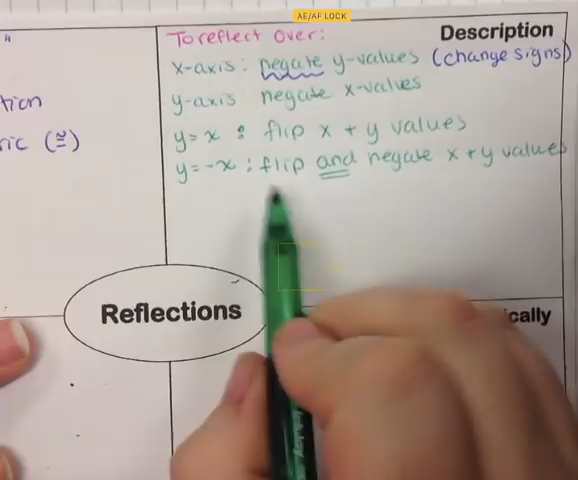 AE/AF LOCK
Description
To reflect over:
x-axis: negate y-values (change signs)
y-axis negate x-values
y=x : flip x + y values
y=-x : flip and negate x + y values
tion
ric (≅)
Reflections
ically